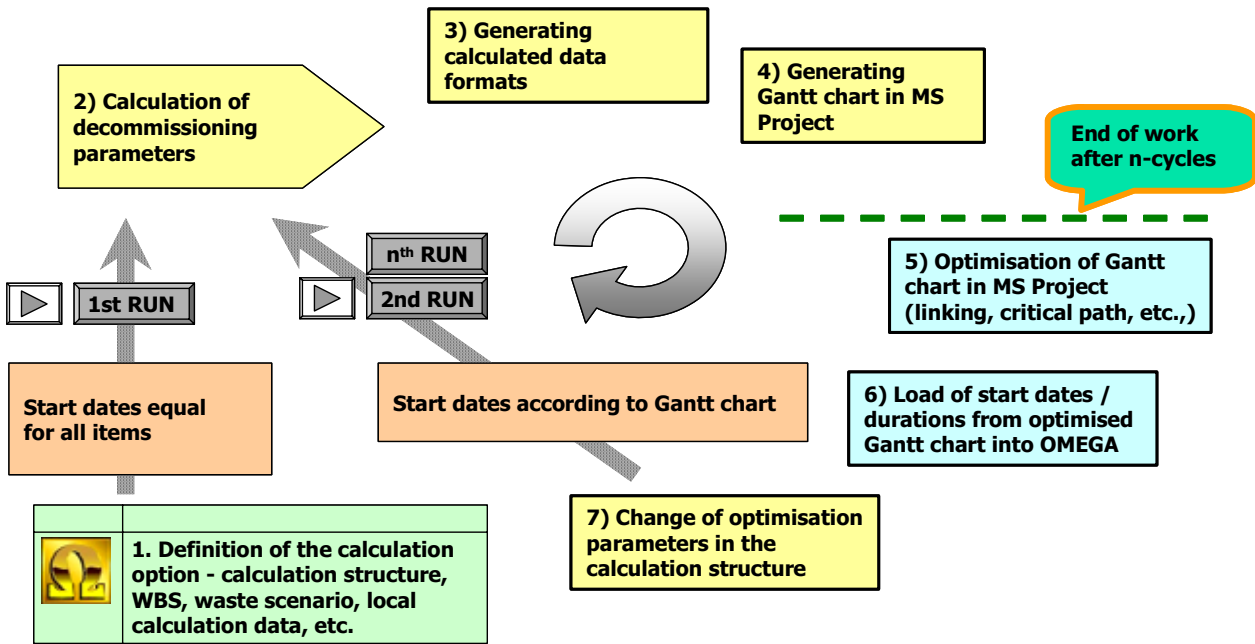 3) Generating
calculated data
formats
4) Generating
Gantt chart in MS
Project
2) Calculation of
decommissioning
parameters
End of work
after n-cycles
nth RUN
1st RUN
2nd RUN
5) Optimisation of Gantt
chart in MS Project
(linking, critical path, etc.,)
Start dates equal
for all items
Start dates according to Gantt chart
6) Load of start dates /
durations from optimised
Gantt chart into OMEGA
7) Change of optimisation
parameters in the
calculation structure
Ω
1. Definition of the calculation
option - calculation structure,
WBS, waste scenario, local
calculation data, etc.